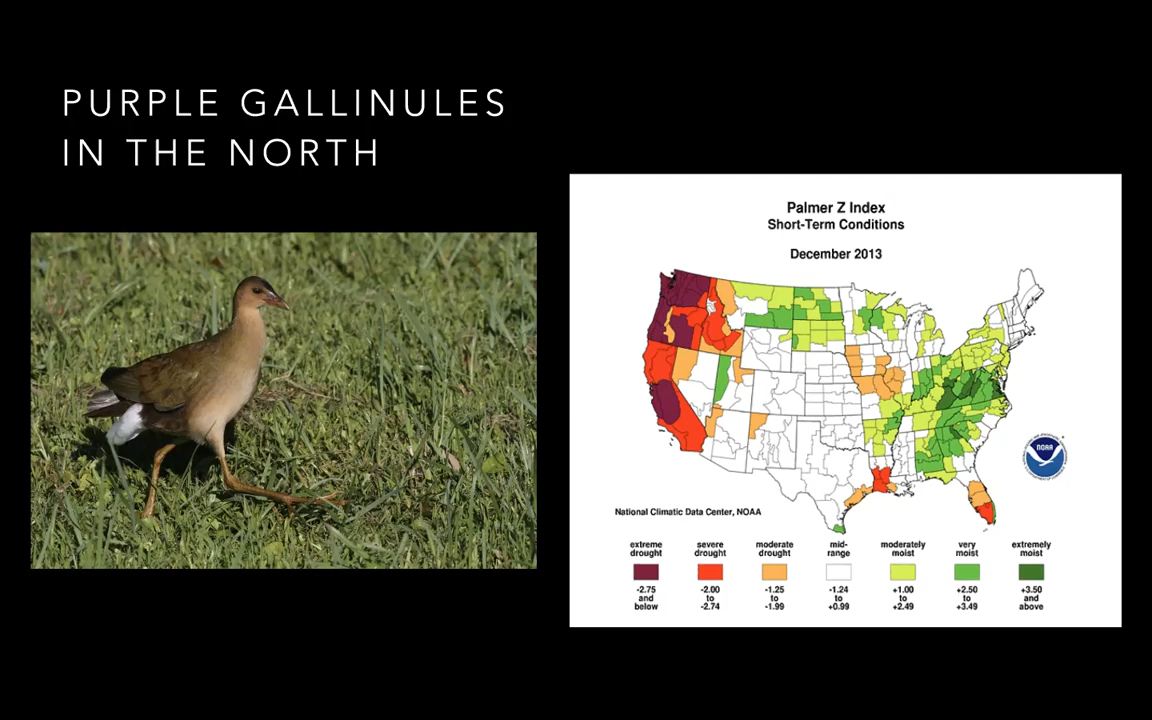 PURPLE GALLINULES
IN THE NORTH
Palmer Z Index
Short-Term Conditions
December 2013
NOAA
National Climatic Data Center, NOAA
extreme drought
severe drought
moderate drought
mid-range
moderately moist
very moist
extremely moist
-2.75 and below
-2.00 to -2.74
-1.25 to -1.99
-1.24 to +0.99
+1.00 to +2.49
+2.50 to +3.49
+3.50 and above